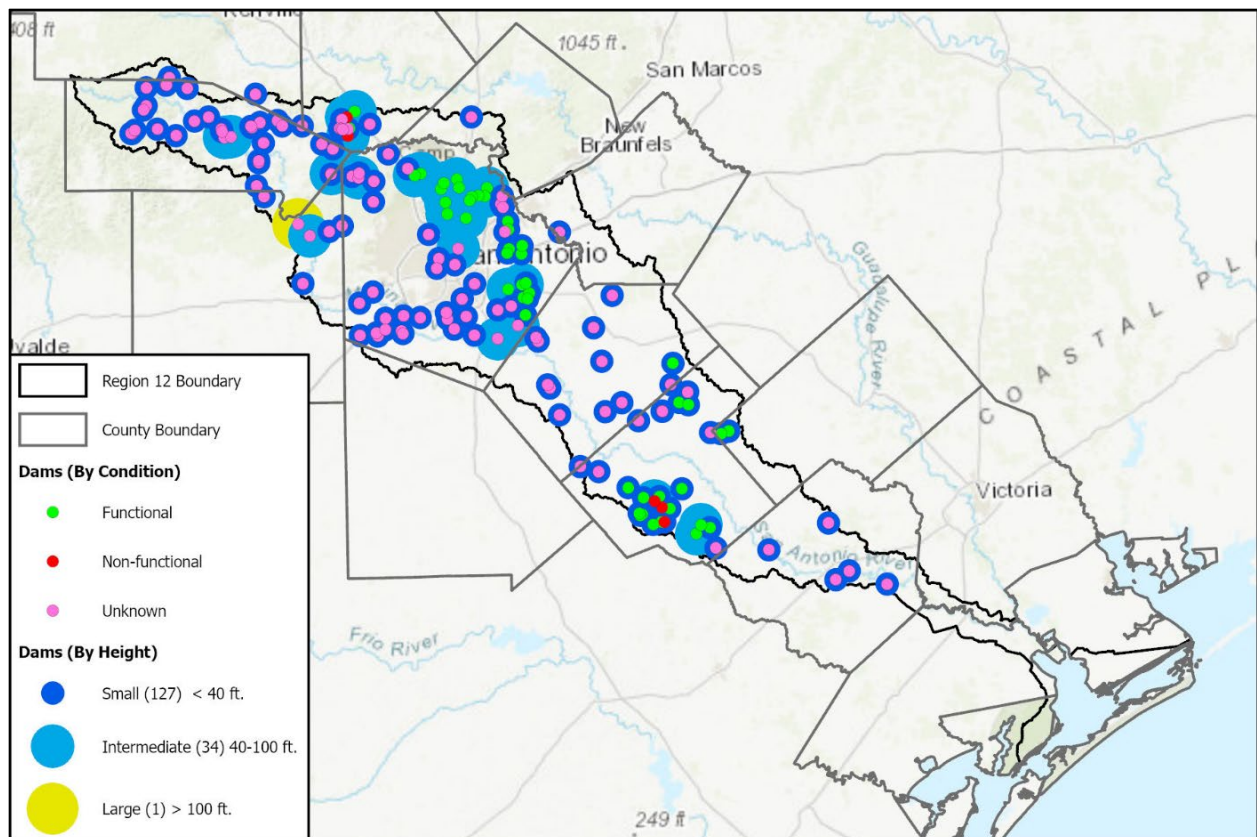 408 ft
1045 ft.
San Marcos
New
Braunfels
Camp
San Antonio
Guadalupe
River
COASTAL PL
Uvalde
Victoria
San Antonio River
Frio River
249 ft
Region 12 Boundary
County Boundary
Dams (By Condition)
Functional
Non-functional
Unknown
Dams (By Height)
Small (127) < 40 ft.
Intermediate (34) 40-100 ft.
Large (1) > 100 ft.